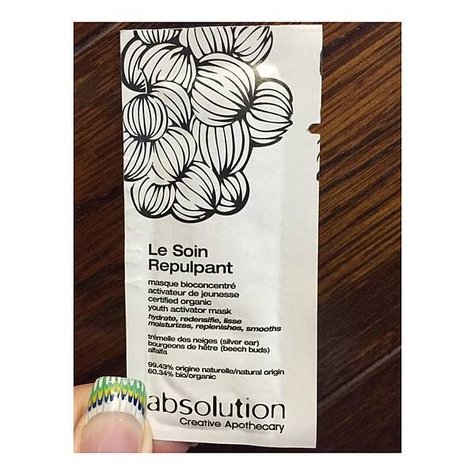 Le Soin
Repulpant
masque bioconcentré
activateur de jeunesse
certified organic
youth activator mask
hydrate, redensifie, lisse
moisturizes, replenishes, smooths
trémelle des neiges (silver ear)
bourgeons de hêtre (beech buds)
alfalfa
99.43% origine naturelle/natural origin
60.34% bio/organic
absolution
Creative Apothecary